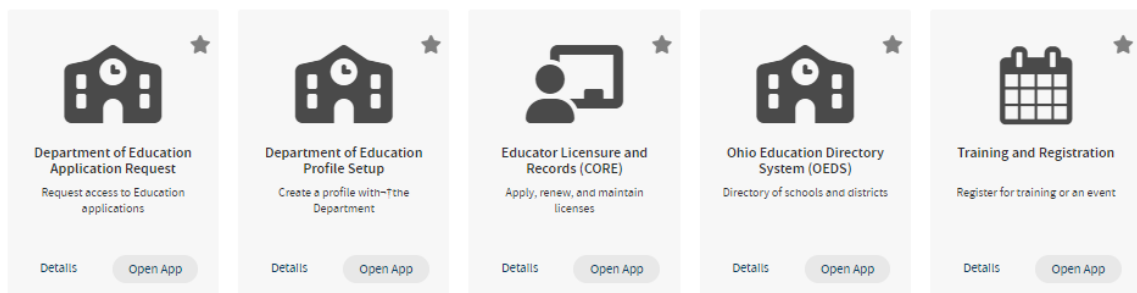 Department of Education
Application Request
Request access to Education
applications
Details
Open App
Department of Education
Profile Setup
Create a profile with¬†the
Department
Details
Open App
Educator Licensure and
Records (CORE)
Apply, renew, and maintain
licenses
Details
Open App
Ohio Education Directory
System (OEDS)
Directory of schools and districts
Details
Open App
Training and Registration
Register for training or an event
Details
Open App